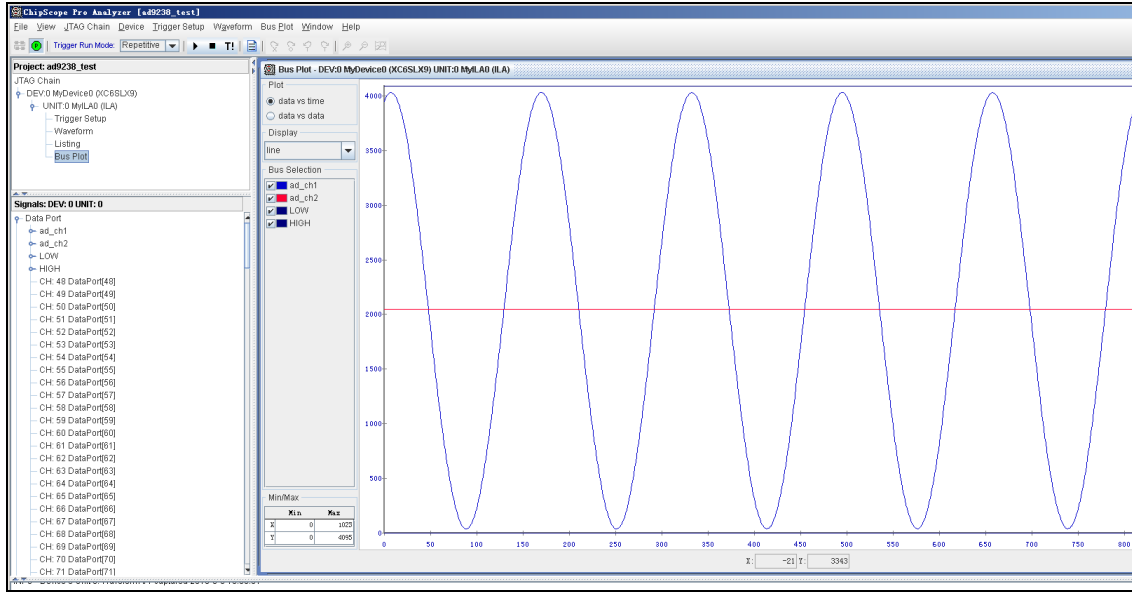 ChipScope Pro Analyzer [ad9238_test]
File View JTAG Chain Device Trigger Setup Waveform Bus Plot Window Help
Trigger Run Mode: Repetitive T!
Project: ad9238_test
JTAG Chain
DEV:0 MyDevice0 (XC6SLX9)
UNIT:0 MyILA0 (ILA)
Trigger Setup
Waveform
Listing
Bus Plot
Signals: DEV: 0 UNIT: 0
Data Port
ad_ch1
ad_ch2
LOW
HIGH
CH: 48 DataPort[48]
CH: 49 DataPort[49]
CH: 50 DataPort[50]
CH: 51 DataPort[51]
CH: 52 DataPort[52]
CH: 53 DataPort[53]
CH: 54 DataPort[54]
CH: 55 DataPort[55]
CH: 56 DataPort[56]
CH: 57 DataPort[57]
CH: 58 DataPort[58]
CH: 59 DataPort[59]
CH: 60 DataPort[60]
CH: 61 DataPort[61]
CH: 62 DataPort[62]
CH: 63 DataPort[63]
CH: 64 DataPort[64]
CH: 65 DataPort[65]
CH: 66 DataPort[66]
CH: 67 DataPort[67]
CH: 68 DataPort[68]
CH: 69 DataPort[69]
CH: 70 DataPort[70]
CH: 71 DataPort[71]
Bus Plot - DEV:0 MyDevice0 (XC6SLX9) UNIT:0 MyILA0 (ILA)
Plot
data vs time
data vs data
Display
line
Bus Selection
ad_ch1
ad_ch2
LOW
HIGH
Min/Max
Min Max
X 0 1023
Y 0 4095
4000
3500
3000
2500
2000
1500
1000
500
0
0 50 100 150 200 250 300 350 400 450 500 550 600 650 700 750 800
X: -21 Y: 3343